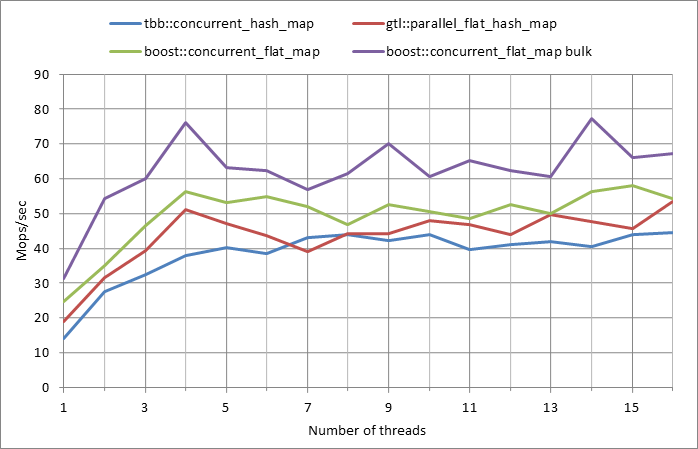 tbb::concurrent_hash_map gtl::parallel_flat_hash_map
boost::concurrent_flat_map boost::concurrent_flat_map bulk
90
80
70
60
50
40
30
20
10
0
Mops/sec
1 3 5 7 9 11 13 15
Number of threads